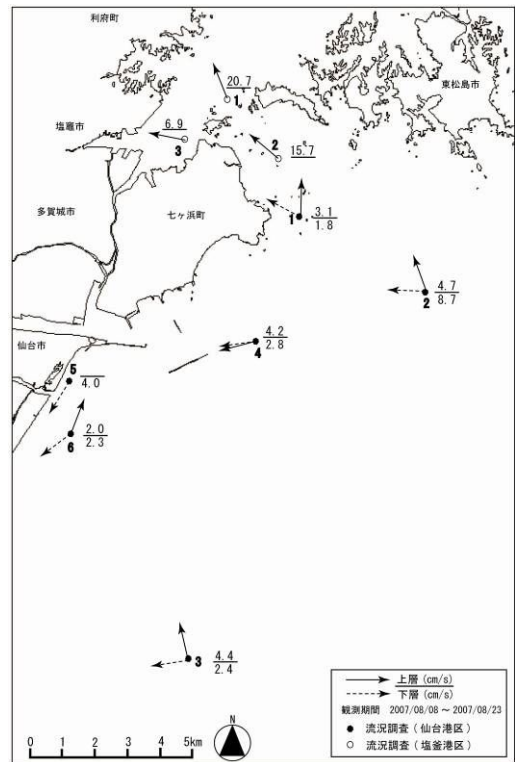 利府町
東松島市
20.7
1
塩竈市
6.9
3
2
15.7
多賀城市
七ヶ浜町
1
3.1
1.8
2
4.7
8.7
仙台市
4.2
2.8
4
5
4.0
2.0
2.3
6
3
4.4
2.4
上層 (cm/s)
下層 (cm/s)
観測期間 2007/08/08 ~ 2007/08/23
● 流況調査 ( 仙台港区 )
○ 流況調査 ( 塩釜港区 )
N
0 1 2 3 4 5km